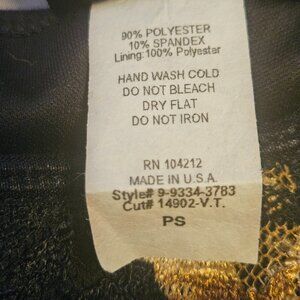 90% POLYESTER
10% SPANDEX
Lining: 100% Polyester
HAND WASH COLD
DO NOT BLEACH
DRY FLAT
DO NOT IRON
RN 104212
MADE IN U.S.A.
Style# 9-9334-3783
Cut# 14902-V.T.
PS